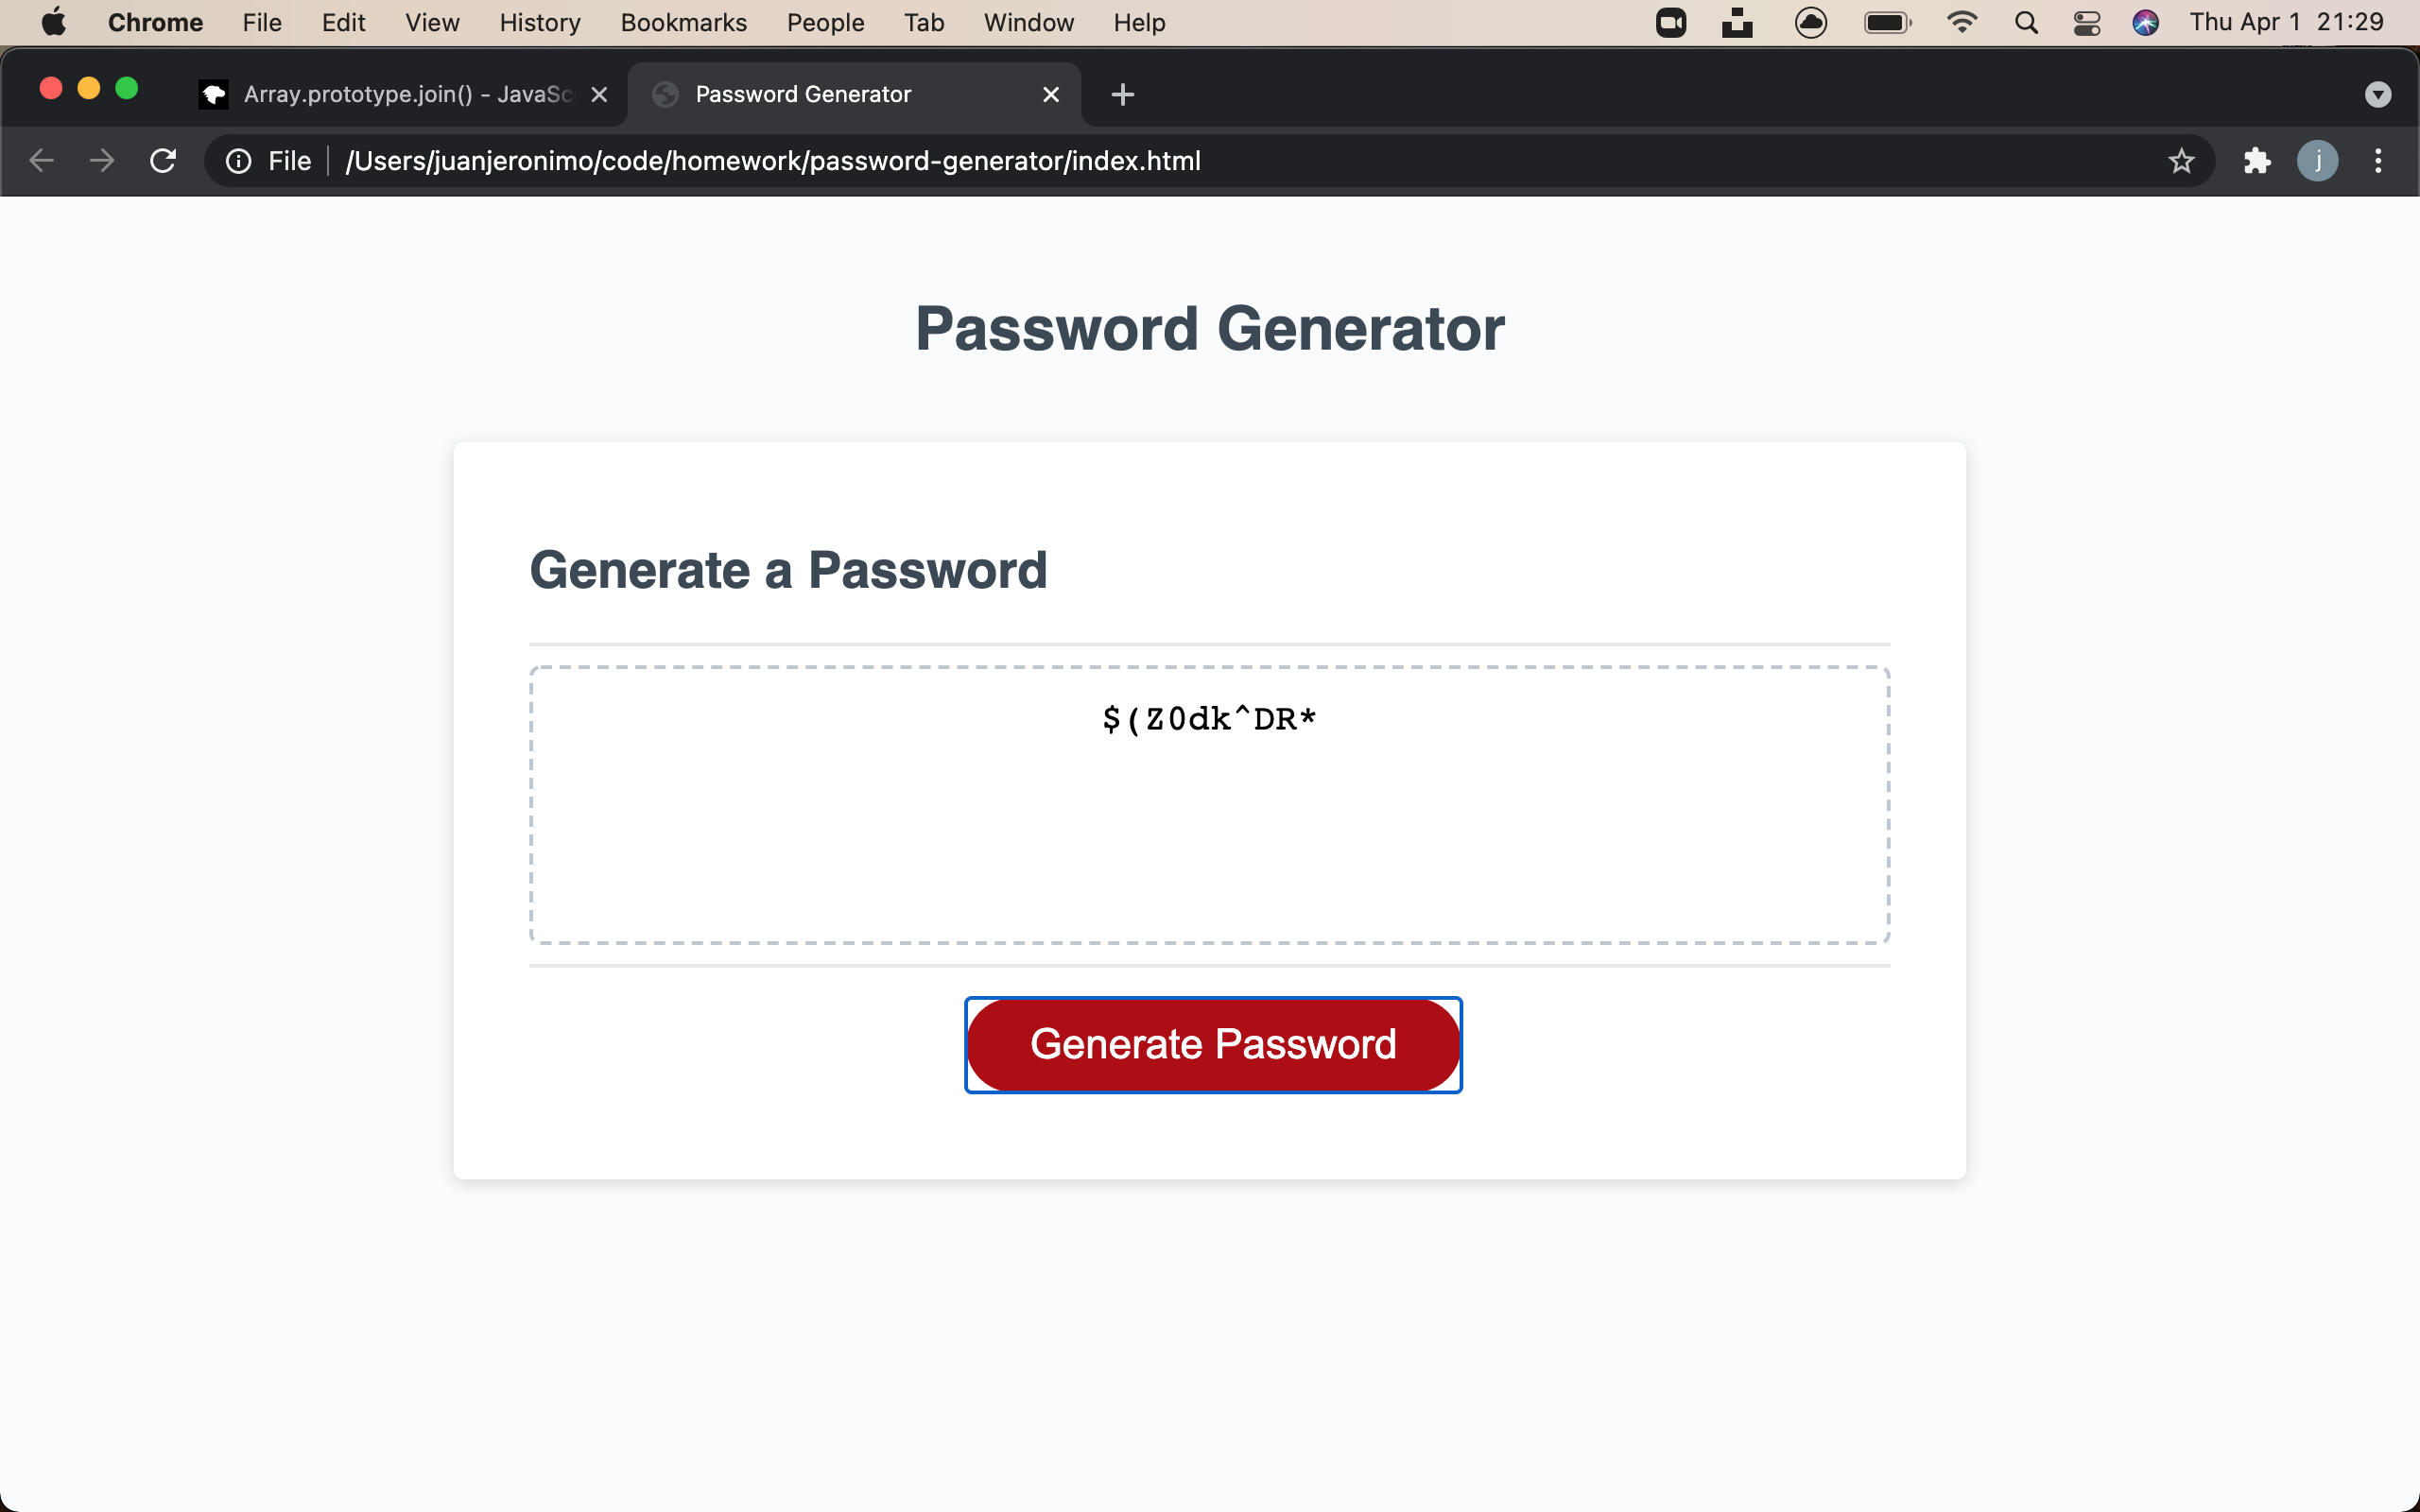 Chrome File Edit View History Bookmarks People Tab Window Help Thu Apr 1 21:29
Array.prototype.join() - JavaSc Password Generator
File /Users/juanjeronimo/code/homework/password-generator/index.html j
Password Generator
Generate a Password
$(Z0dk^DR*
Generate Password